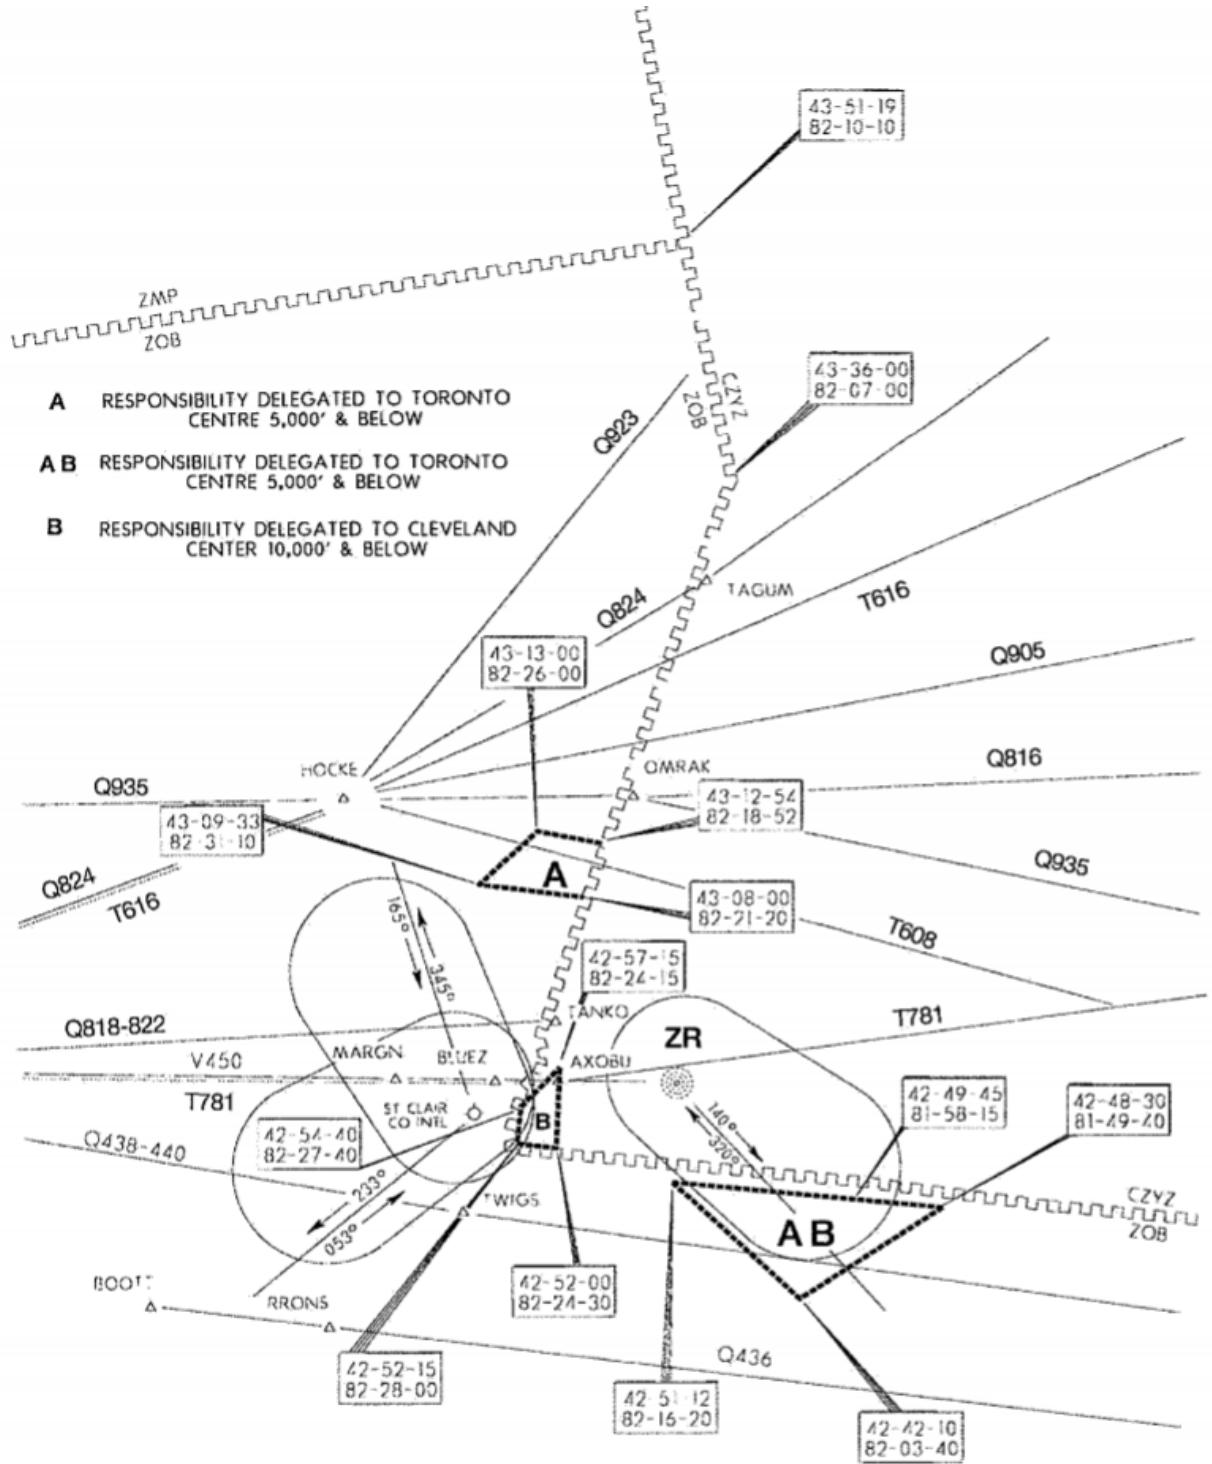 43-51-19
82-10-10
ZMP
ZOB
43-36-00
82-07-00
CZYZ
ZOB
A RESPONSIBILITY DELEGATED TO TORONTO
CENTRE 5,000' & BELOW
AB RESPONSIBILITY DELEGATED TO TORONTO
CENTRE 5,000' & BELOW
B RESPONSIBILITY DELEGATED TO CLEVELAND
CENTER 10,000' & BELOW
Q923
TAGUM
Q824
T616
43-13-00
82-26-00
Q905
HOCKE
OMRAK
Q816
Q935
43-12-54
82-18-52
43-09-33
82-31-10
A
Q935
Q824
T616
43-08-00
82-21-20
165°
345°
T608
42-57-15
82-24-15
TANKO
ZR
T781
Q818-822
MARGN
BLUEZ
AXOBU
V450
T781
ST CLAIR
CO INTL
B
42-49-45
81-58-15
42-48-30
81-49-40
140°
320°
42-54-40
82-27-40
Q438-440
233°
053°
TWIGS
AB
CZYZ
ZOB
42-52-00
82-24-30
BOOTT
RRONS
42-52-15
82-28-00
Q436
42-51-12
82-16-20
42-42-10
82-03-40